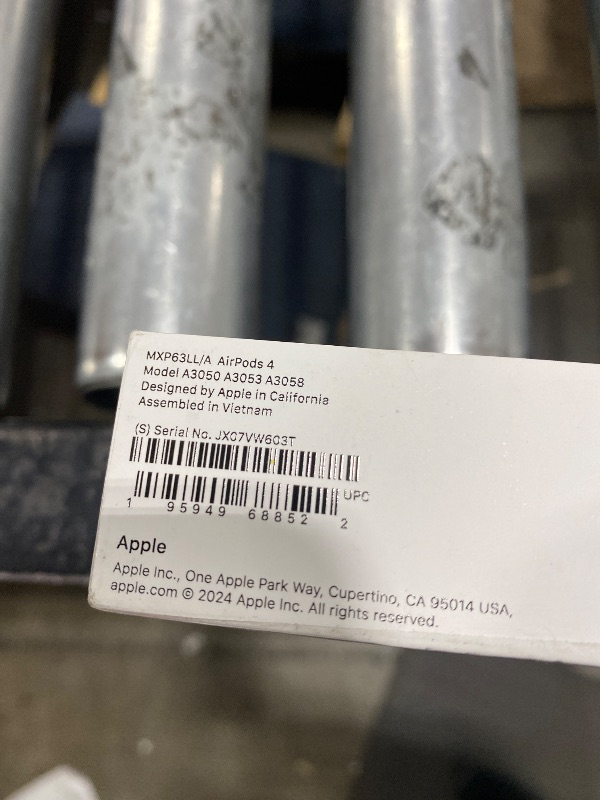 MXP63LL/A AirPods 4
Model A3050 A3053 A3058
Designed by Apple in California
Assembled in Vietnam
(S) Serial No. JX07VW603T
UPC
1 95949 68852 2
Apple
Apple Inc., One Apple Park Way, Cupertino, CA 95014 USA,
apple.com © 2024 Apple Inc. All rights reserved.